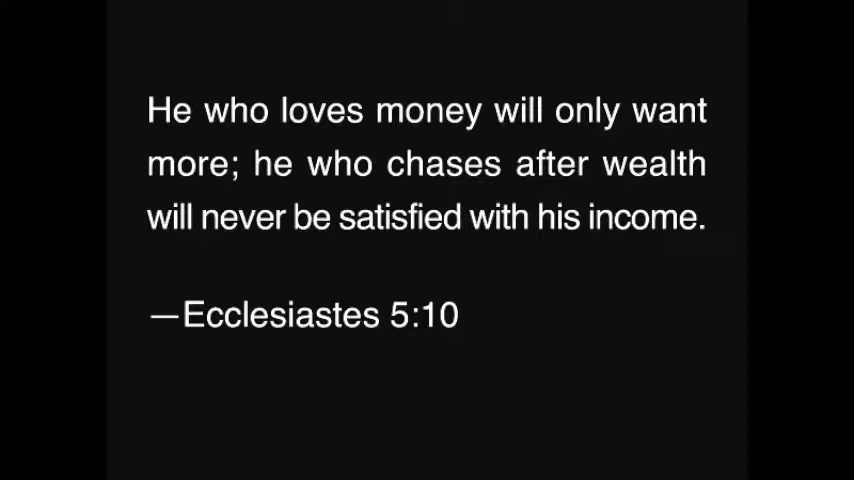 He who loves money will only want
more; he who chases after wealth
will never be satisfied with his income.
—Ecclesiastes 5:10